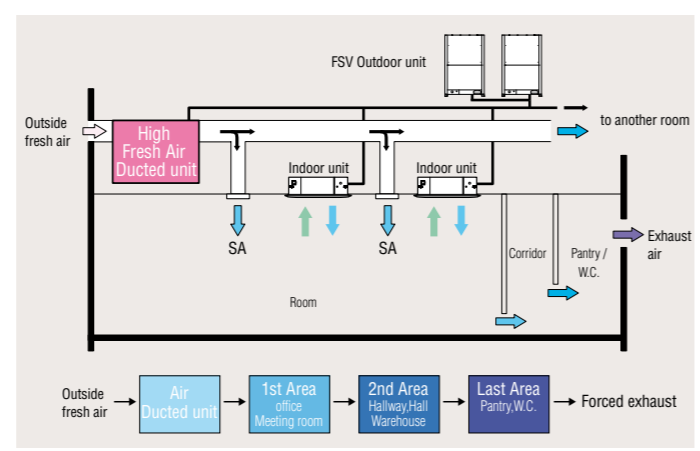 FSV Outdoor unit
Outside
fresh air
High
Fresh Air
Ducted unit
to another room
Indoor unit
Indoor unit
SA
SA
Corridor
Pantry /
W.C.
Exhaust
air
Room
Outside
fresh air
Air
Ducted unit
1st Area
office
Meeting room
2nd Area
Hallway,Hall
Warehouse
Last Area
Pantry,W.C.
Forced exhaust